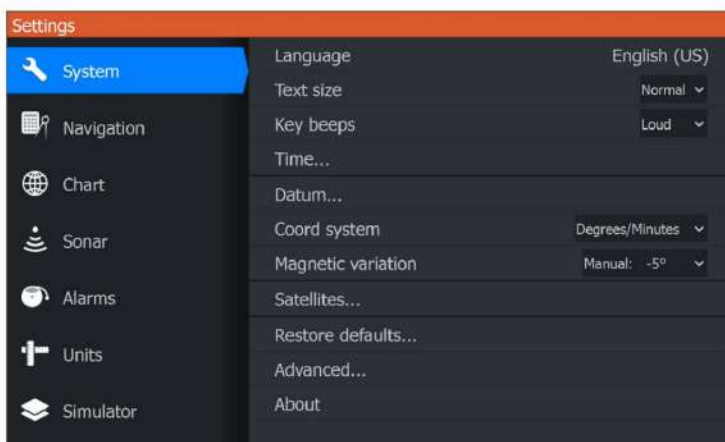 Settings
System
Navigation
Chart
Sonar
Alarms
Units
Simulator
Language English (US)
Text size Normal
Key beeps Loud
Time...
Datum...
Coord system Degrees/Minutes
Magnetic variation Manual: -5°
Satellites...
Restore defaults...
Advanced...
About